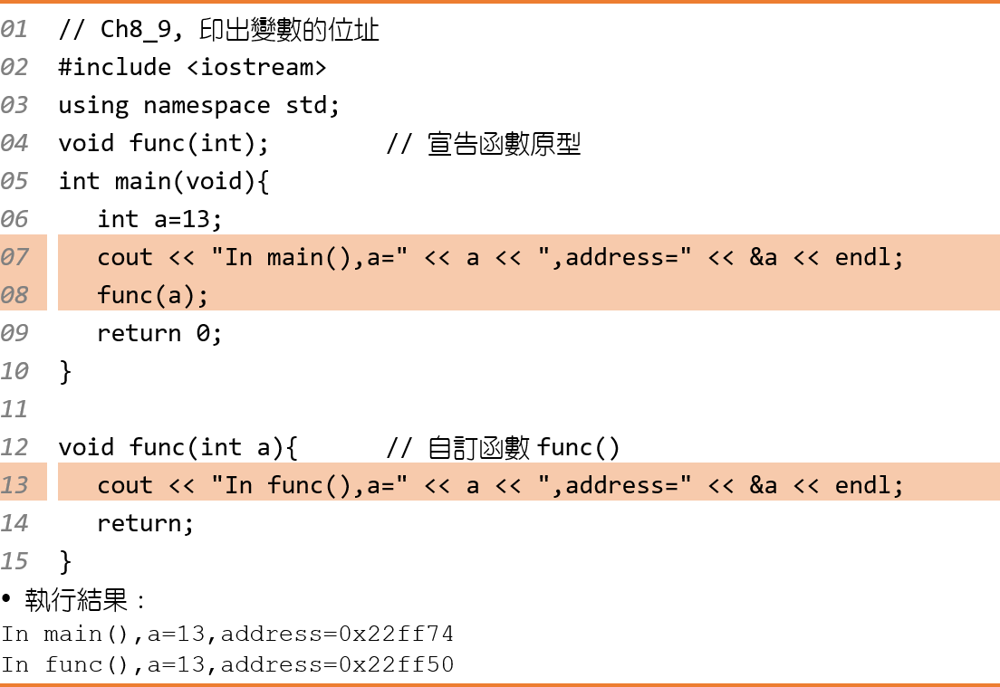 01 // Ch8_9, 印出變數的位址
02 #include <iostream>
03 using namespace std;
04 void func(int); // 宣告函數原型
05 int main(void){
06 int a=13;
07 cout << "In main(),a=" << a << ",address=" << &a << endl;
08 func(a);
09 return 0;
10 }
11
12 void func(int a){ // 自訂函數 func()
13 cout << "In func(),a=" << a << ",address=" << &a << endl;
14 return;
15 }
• 執行結果：
In main(),a=13,address=0x22ff74
In func(),a=13,address=0x22ff50